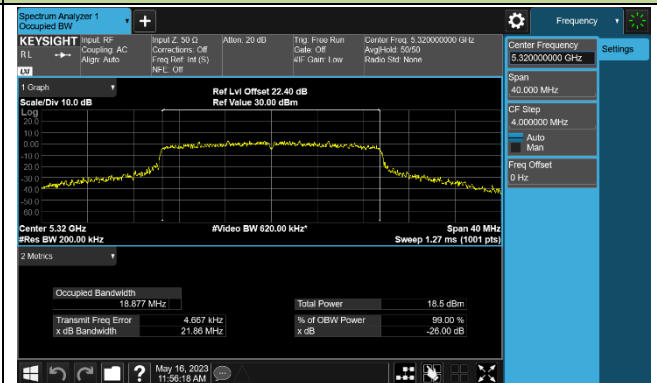 Spectrum Analyzer 1
Occupied BW
+
Frequency
KEYSIGHT
RL
LXI
Input: RF
Coupling: AC
Align: Auto
Input Z: 50 Ω
Corrections: Off
Freq Ref: Int (S)
NFE: Off
Atten: 20 dB
Trig: Free Run
Gate: Off
#IF Gain: Low
Center Freq: 5.320000000 GHz
Avg|Hold: 50/50
Radio Std: None
Center Frequency
5.320000000 GHz
Settings
Span
40.000 MHz
CF Step
4.000000 MHz
Auto
Man
Freq Offset
0 Hz
1 Graph
Scale/Div 10.0 dB
Ref Lvl Offset 22.40 dB
Ref Value 30.00 dBm
Log
20.0
10.0
0.00
-10.0
-20.0
-30.0
-40.0
-50.0
-60.0
Center 5.32 GHz
#Res BW 200.00 kHz
#Video BW 620.00 kHz*
Span 40 MHz
Sweep 1.27 ms (1001 pts)
2 Metrics
Occupied Bandwidth
18.877 MHz
Total Power 18.5 dBm
Transmit Freq Error 4.667 kHz
% of OBW Power 99.00 %
x dB Bandwidth 21.86 MHz
x dB -26.00 dB
?
May 16, 2023
11:56:18 AM